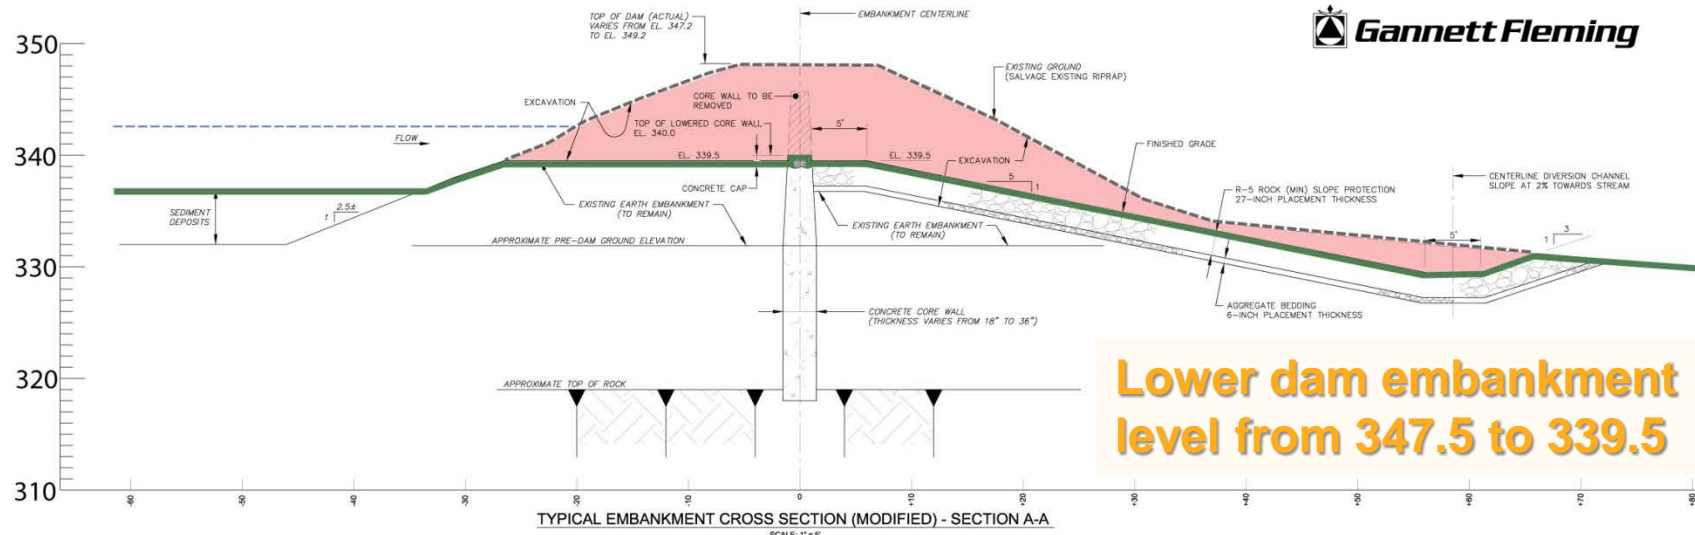 Gannett Fleming
TOP OF DAM (ACTUAL)
VARIES FROM EL. 347.2
TO EL. 349.2
EMBANKMENT CENTERLINE
EXISTING GROUND
(SALVAGE EXISTING RIPRAP)
EXCAVATION
CORE WALL TO BE
REMOVED
TOP OF LOWERED CORE WALL
EL. 340.0
5'
FLOW
EL. 339.5
EL. 339.5
EXCAVATION
FINISHED GRADE
CONCRETE CAP
5
1
CENTERLINE DIVERSION CHANNEL
SLOPE AT 2% TOWARDS STREAM
R-5 ROCK (MIN) SLOPE PROTECTION
27-INCH PLACEMENT THICKNESS
SEDIMENT
DEPOSITS
2.5±
1
EXISTING EARTH EMBANKMENT
(TO REMAIN)
EXISTING EARTH EMBANKMENT
(TO REMAIN)
APPROXIMATE PRE-DAM GROUND ELEVATION
5'
3
1
AGGREGATE BEDDING
6-INCH PLACEMENT THICKNESS
CONCRETE CORE WALL
(THICKNESS VARIES FROM 18" TO 36")
APPROXIMATE TOP OF ROCK
Lower dam embankment
level from 347.5 to 339.5
350
340
330
320
310
-60 -50 -40 -30 -20 -10 0 +10 +20 +30 +40 +50 +60 +70 +80
TYPICAL EMBANKMENT CROSS SECTION (MODIFIED) - SECTION A-A
SCALE: 1" = 5'